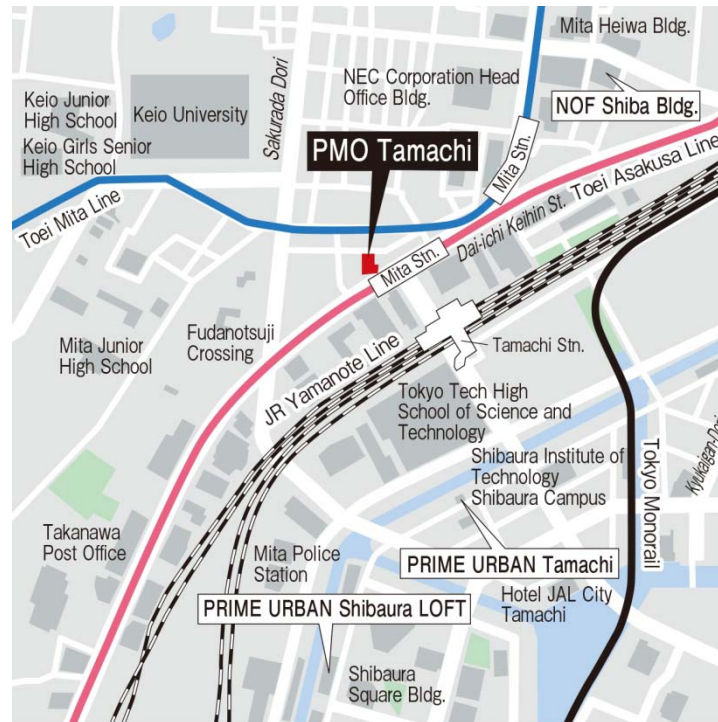 Mita Heiwa Bldg.
NEC Corporation Head
Office Bldg.
NOF Shiba Bldg.
Keio Junior
High School
Keio University
Keio Girls Senior
High School
Sakurada Dori
PMO Tamachi
Mita Stn.
Toei Asakusa Line
Dai-ichi Keihin St.
Toei Mita Line
Mita Stn.
Fudanotsuji
Crossing
Mita Junior
High School
JR Yamanote Line
Tamachi Stn.
Tokyo Tech High
School of Science and
Technology
Shibaura Institute of
Technology
Shibaura Campus
Tokyo Monorail
Takanawa
Post Office
Mita Police
Station
PRIME URBAN Tamachi
PRIME URBAN Shibaura LOFT
Hotel JAL City
Tamachi
Shibaura
Square Bldg.